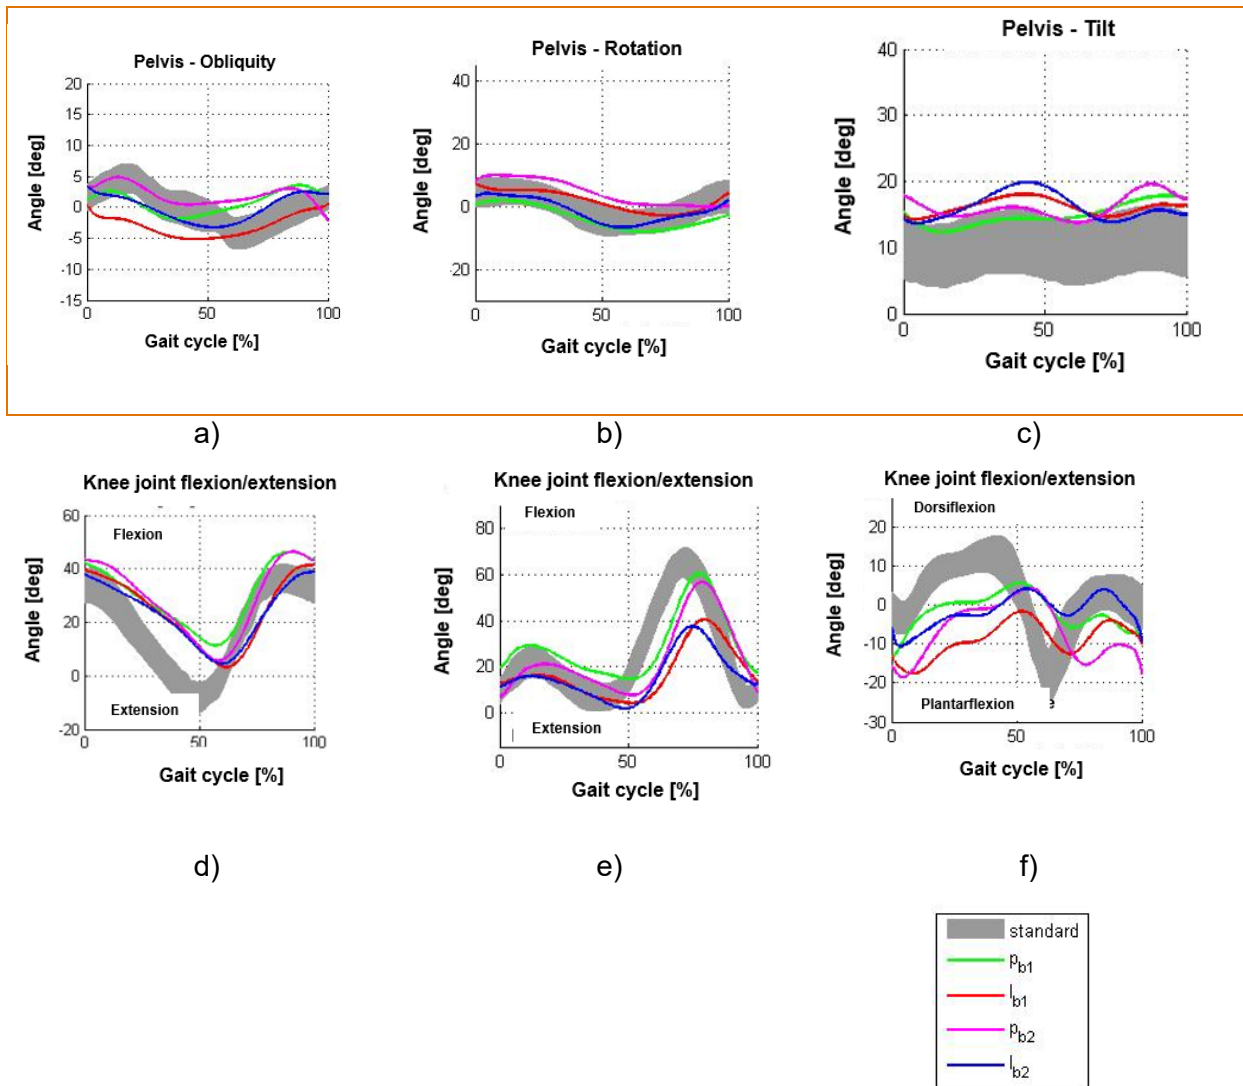 Pelvis - Obliquity
20
15
10
5
0
-5
-10
-15
0
50
100
Angle [deg]
Gait cycle [%]
Pelvis - Rotation
40
20
0
-20
0
50
100
Angle [deg]
Gait cycle [%]
Pelvis - Tilt
40
30
20
10
0
0
50
100
Angle [deg]
Gait cycle [%]
a)
b)
c)
Knee joint flexion/extension
60
40
20
0
-20
0
50
100
Flexion
Extension
Angle [deg]
Gait cycle [%]
Knee joint flexion/extension
80
60
40
20
0
0
50
100
Flexion
Extension
Angle [deg]
Gait cycle [%]
Knee joint flexion/extension
20
10
0
-10
-20
-30
0
50
100
Dorsiflexion
Plantarflexion
Angle [deg]
Gait cycle [%]
d)
e)
f)
standard
p_b1
l_b1
p_b2
l_b2